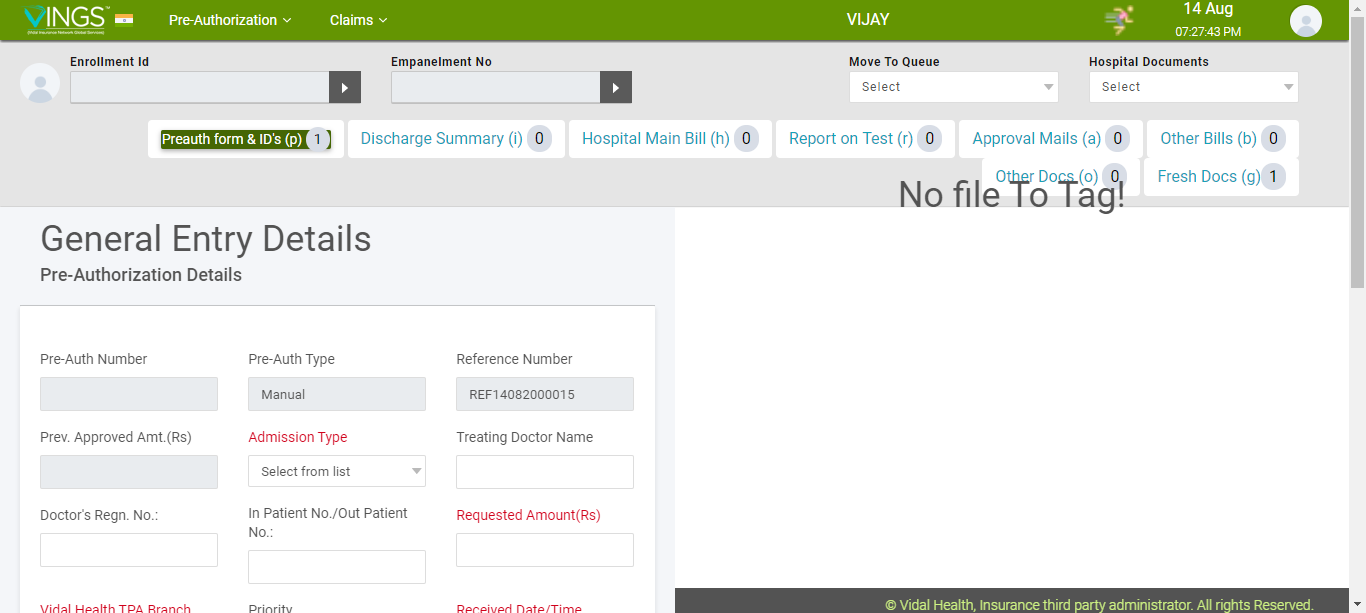 VINGS™
(Vidal Insurance Network Global Services)
Pre-Authorization
Claims
VIJAY
14 Aug
07:27:43 PM
Enrollment Id
Empanelment No
Move To Queue
Hospital Documents
Select
Select
Preauth form & ID's (p) 1
Discharge Summary (i) 0
Hospital Main Bill (h) 0
Report on Test (r) 0
Approval Mails (a) 0
Other Bills (b) 0
Other Docs (o) 0
Fresh Docs (g) 1
No file To Tag!
General Entry Details
Pre-Authorization Details
Pre-Auth Number
Pre-Auth Type
Reference Number
Manual
REF14082000015
Prev. Approved Amt.(Rs)
Admission Type
Treating Doctor Name
Select from list
Doctor's Regn. No.:
In Patient No./Out Patient
No.:
Requested Amount(Rs)
Vidal Health TPA Branch
Priority
Received Date/Time
© Vidal Health, Insurance third party administrator. All rights Reserved.